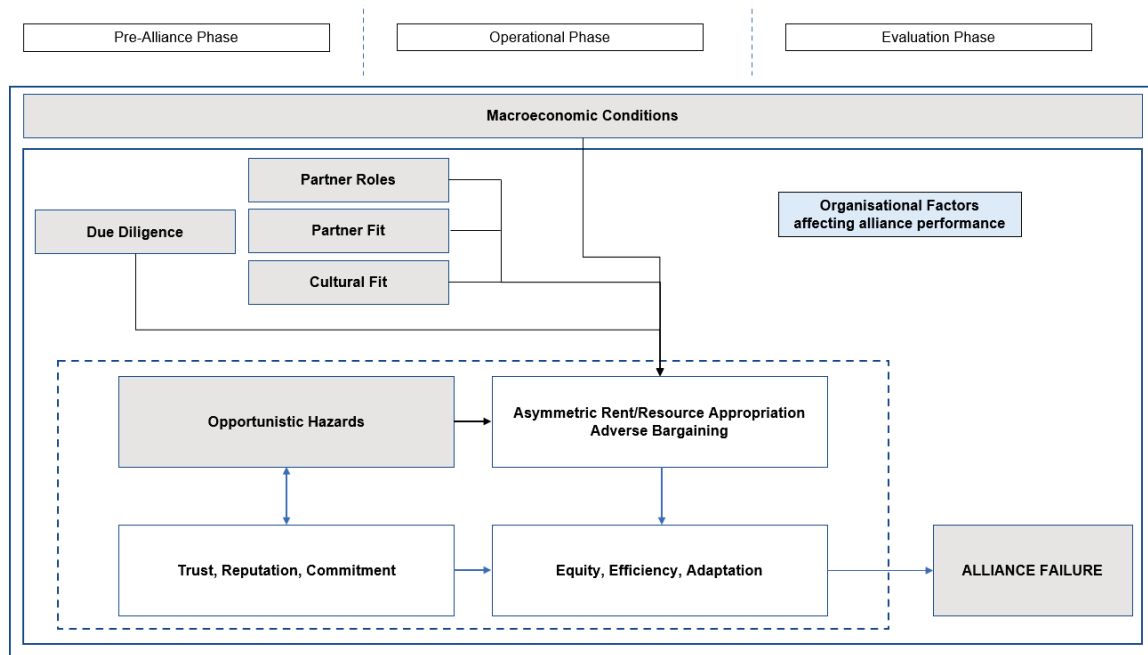 Pre-Alliance Phase
Operational Phase
Evaluation Phase
Macroeconomic Conditions
Partner Roles
Organisational Factors
affecting alliance performance
Due Diligence
Partner Fit
Cultural Fit
Opportunistic Hazards
Asymmetric Rent/Resource Appropriation
Adverse Bargaining
Trust, Reputation, Commitment
Equity, Efficiency, Adaptation
ALLIANCE FAILURE